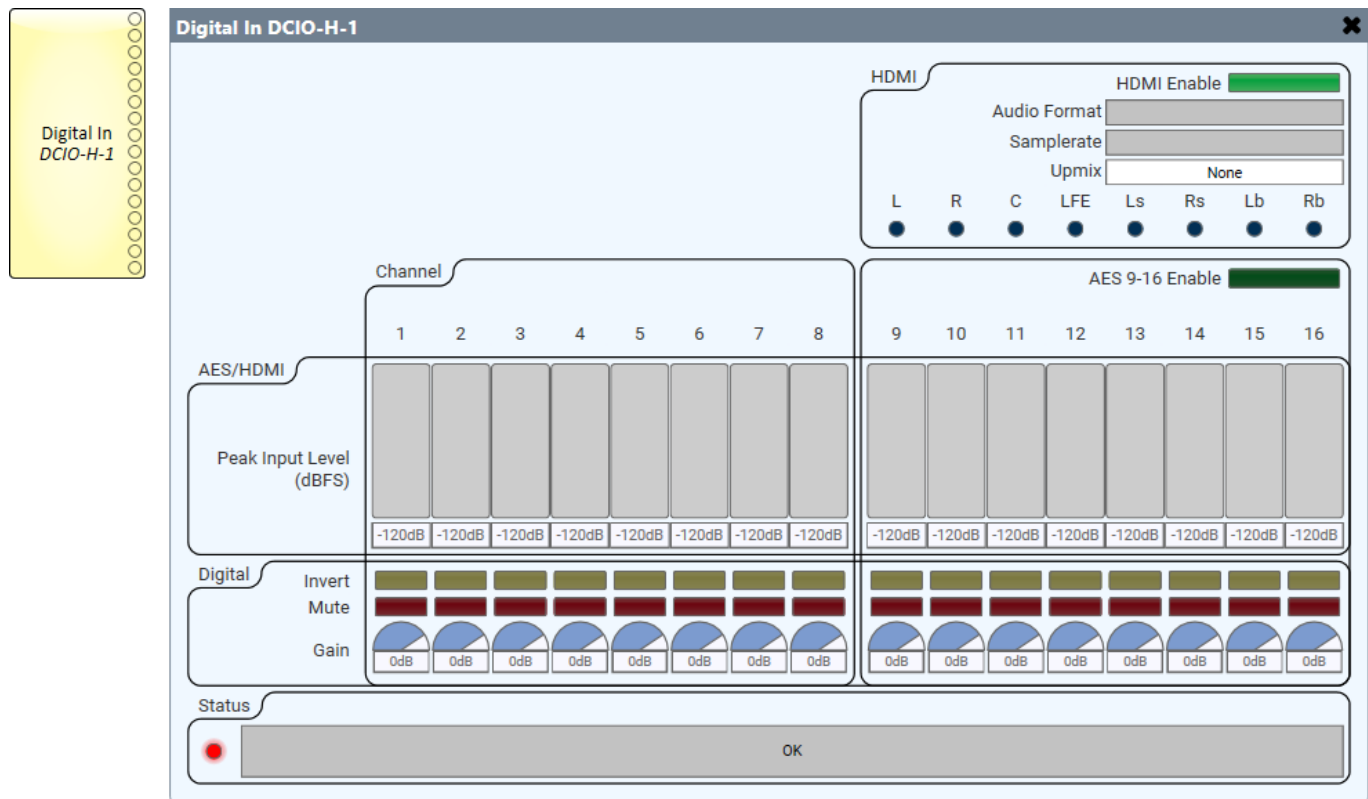 Digital In
DCIO-H-1
Digital In DCIO-H-1
HDMI
HDMI Enable
Audio Format
Samplerate
Upmix None
L R C LFE Ls Rs Lb Rb
Channel
AES 9-16 Enable
1 2 3 4 5 6 7 8 9 10 11 12 13 14 15 16
AES/HDMI
Peak Input Level
(dBFS)
-120dB -120dB -120dB -120dB -120dB -120dB -120dB -120dB -120dB -120dB -120dB -120dB -120dB -120dB -120dB -120dB
Digital
Invert
Mute
Gain
0dB 0dB 0dB 0dB 0dB 0dB 0dB 0dB 0dB 0dB 0dB 0dB 0dB 0dB 0dB 0dB
Status
OK